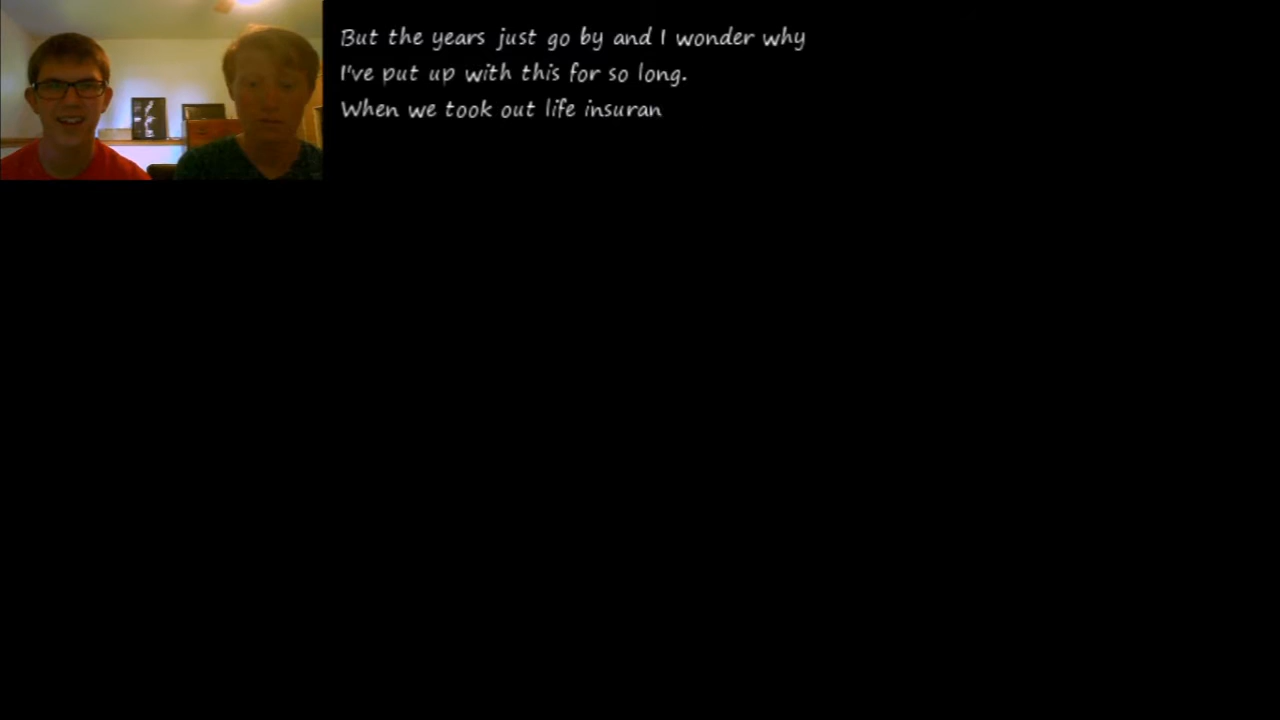 But the years just go by and I wonder why
I've put up with this for so long.
When we took out life insuran